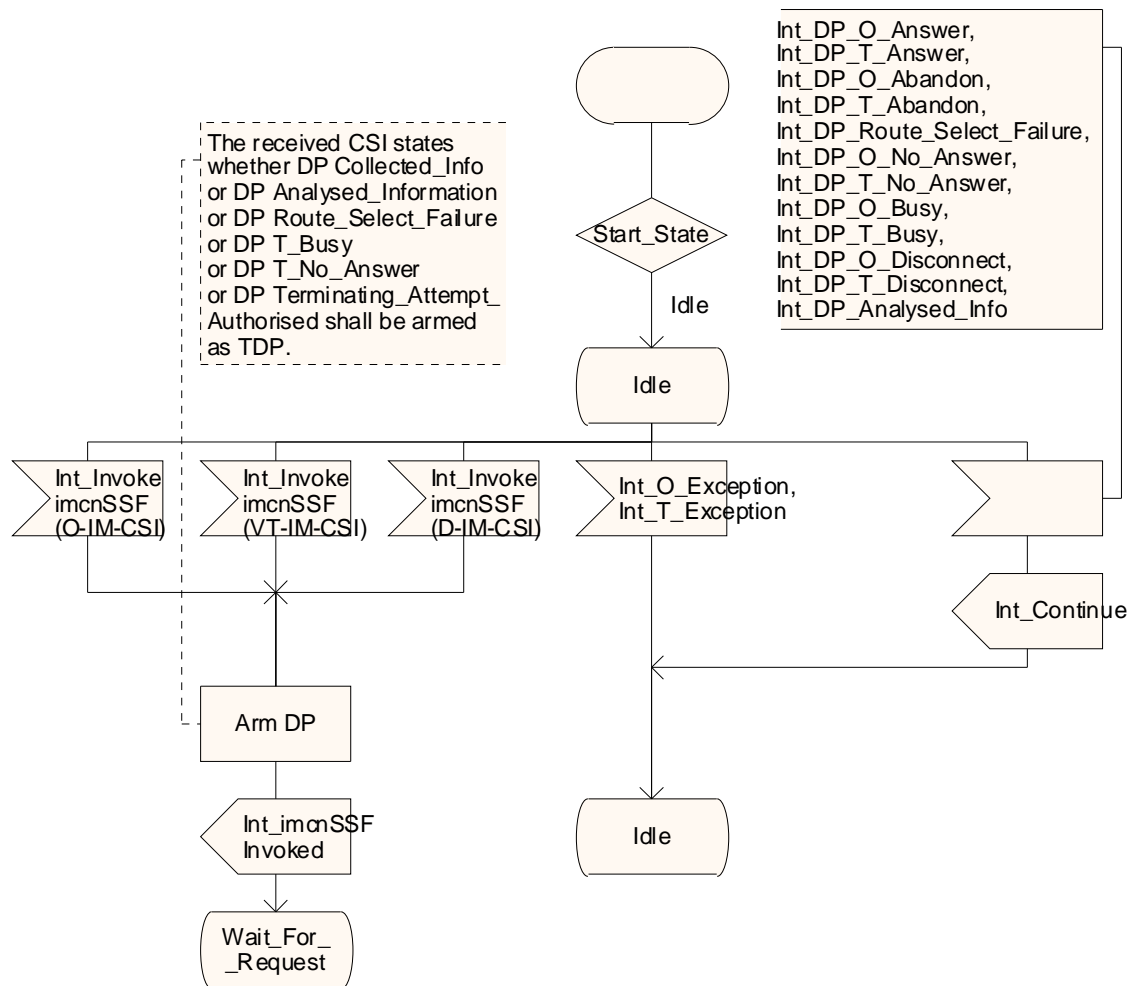 Int_DP_O_Answer,
Int_DP_T_Answer,
Int_DP_O_Abandon,
Int_DP_T_Abandon,
Int_DP_Route_Select_Failure,
Int_DP_O_No_Answer,
Int_DP_T_No_Answer,
Int_DP_O_Busy,
Int_DP_T_Busy,
Int_DP_O_Disconnect,
Int_DP_T_Disconnect,
Int_DP_Analysed_Info
The received CSI states
whether DP Collected_Info
or DP Analysed_Information
or DP Route_Select_Failure
or DP T_Busy
or DP T_No_Answer
or DP Terminating_Attempt_
Authorised shall be armed
as TDP.
Start_State
Idle
Idle
Int_Invoke
imcnSSF
(O-IM-CSI)
Int_Invoke
imcnSSF
(VT-IM-CSI)
Int_Invoke
imcnSSF
(D-IM-CSI)
Int_O_Exception,
Int_T_Exception
Int_Continue
Arm DP
Int_imcnSSF
Invoked
Idle
Wait_For_
_Request